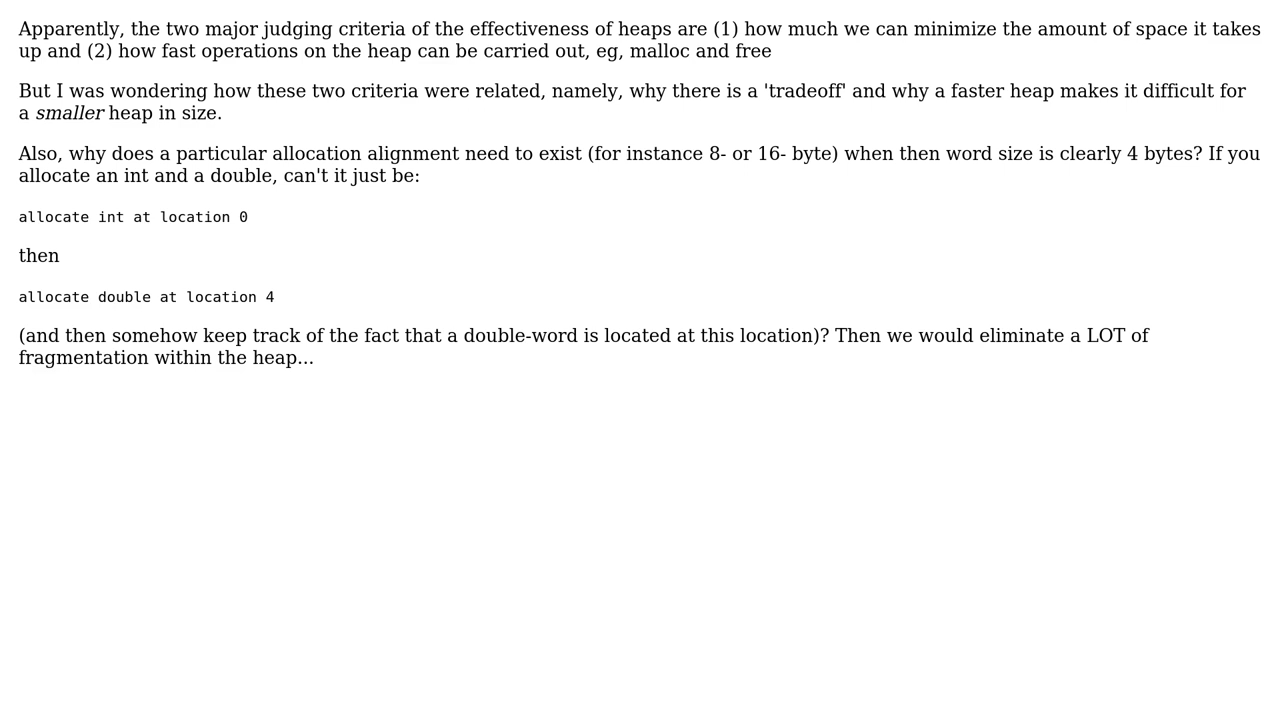 Apparently, the two major judging criteria of the effectiveness of heaps are (1) how much we can minimize the amount of space it takes
up and (2) how fast operations on the heap can be carried out, eg, malloc and free
But I was wondering how these two criteria were related, namely, why there is a 'tradeoff' and why a faster heap makes it difficult for
a smaller heap in size.
Also, why does a particular allocation alignment need to exist (for instance 8- or 16- byte) when then word size is clearly 4 bytes? If you
allocate an int and a double, can't it just be:
allocate int at location 0
then
allocate double at location 4
(and then somehow keep track of the fact that a double-word is located at this location)? Then we would eliminate a LOT of
fragmentation within the heap...